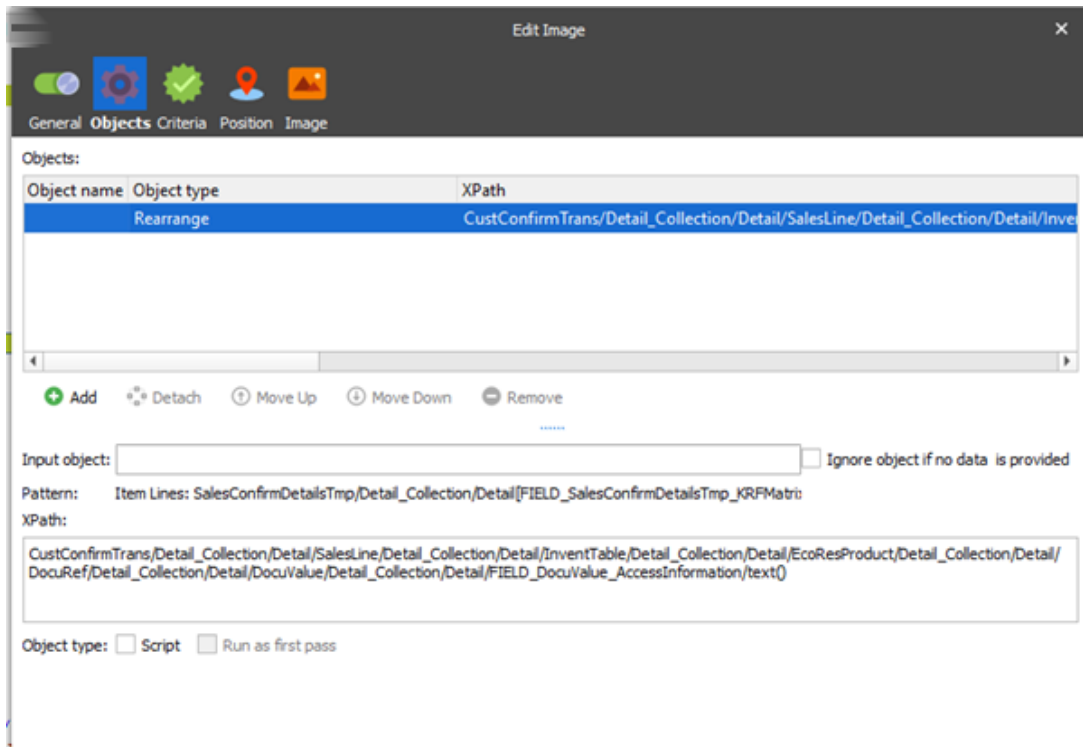 Edit Image
General Objects Criteria Position Image
Objects:
Object name Object type XPath
Rearrange CustConfirmTrans/Detail_Collection/Detail/SalesLine/Detail_Collection/Detail/Inve
Add Detach Move Up Move Down Remove
Input object: Ignore object if no data is provided
Pattern: Item Lines: SalesConfirmDetailsTmp/Detail_Collection/Detail[FIELD_SalesConfirmDetailsTmp_KRFMatri
XPath:
CustConfirmTrans/Detail_Collection/Detail/SalesLine/Detail_Collection/Detail/InventTable/Detail_Collection/Detail/EcoResProduct/Detail_Collection/Detail/
DocuRef/Detail_Collection/Detail/DocuValue/Detail_Collection/Detail/FIELD_DocuValue_AccessInformation/text()
Object type: Script Run as first pass